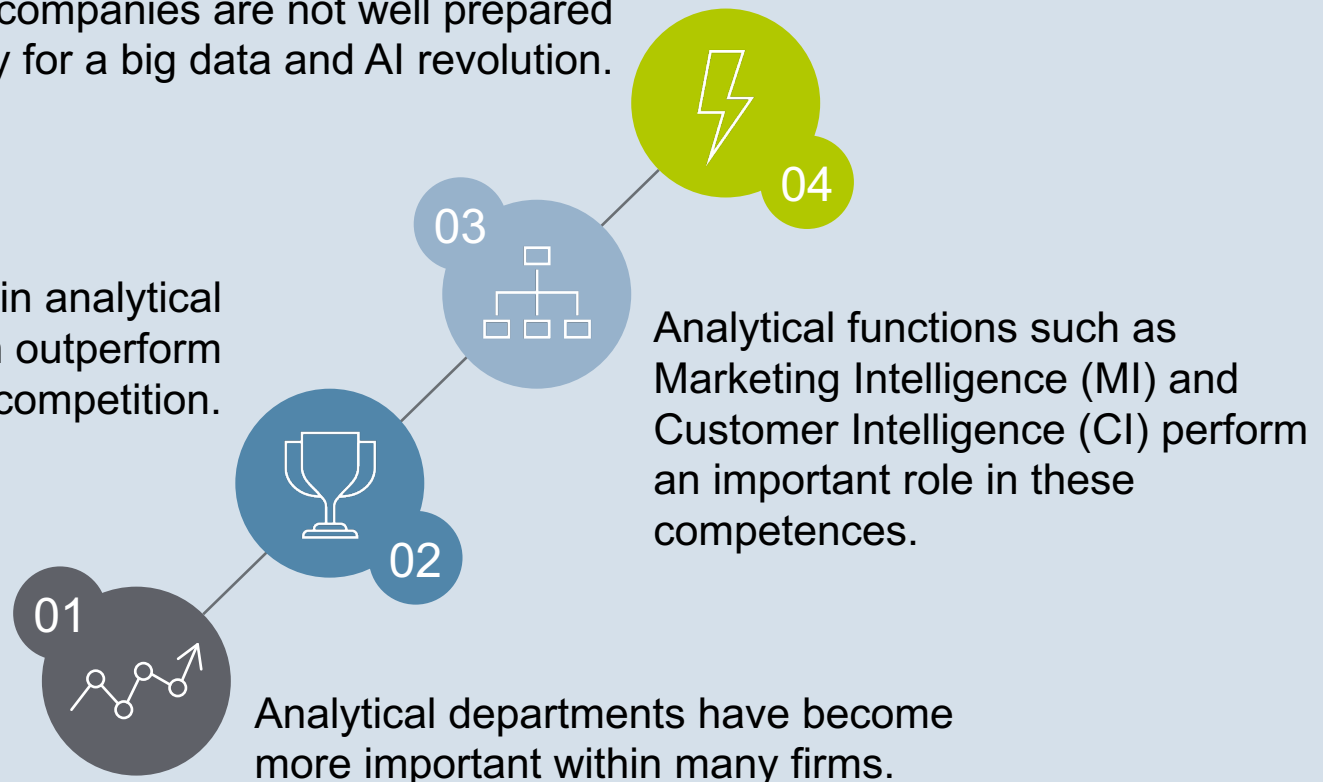 companies are not well prepared
for a big data and AI revolution.
04
03
in analytical
outperform
competition.
Analytical functions such as
Marketing Intelligence (MI) and
Customer Intelligence (CI) perform
an important role in these
competences.
02
01
Analytical departments have become
more important within many firms.